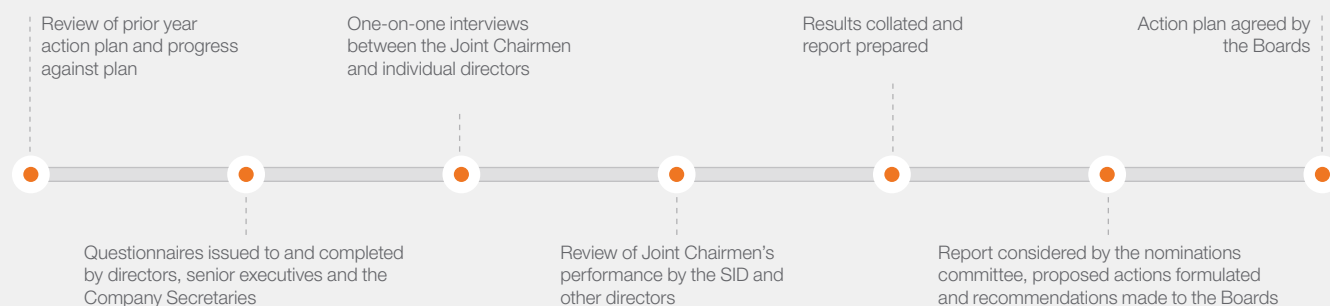 Review of prior year
action plan and progress
against plan
One-on-one interviews
between the Joint Chairmen
and individual directors
Results collated and
report prepared
Action plan agreed by
the Boards
Questionnaires issued to and completed
by directors, senior executives and the
Company Secretaries
Review of Joint Chairmen's
performance by the SID and
other directors
Report considered by the nominations
committee, proposed actions formulated
and recommendations made to the Boards